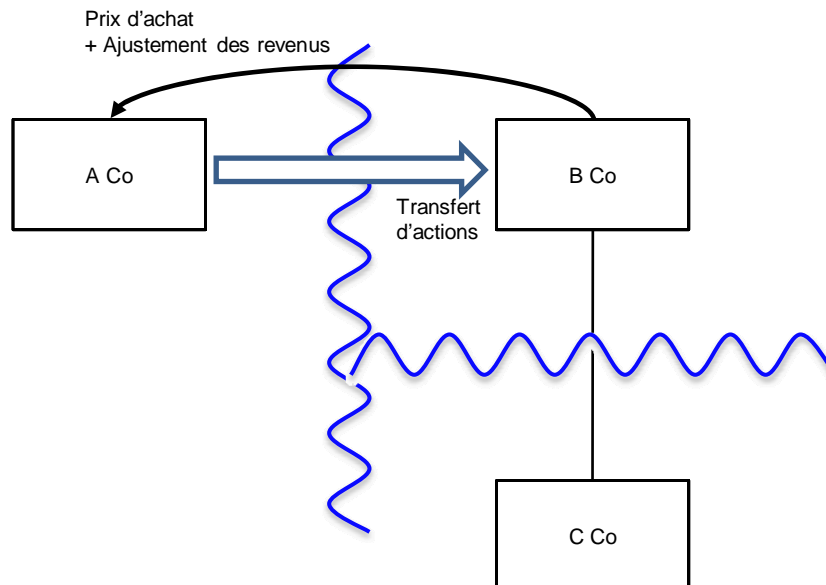 Prix d’achat
+ Ajustement des revenus
A Co
B Co
Transfert
d’actions
C Co